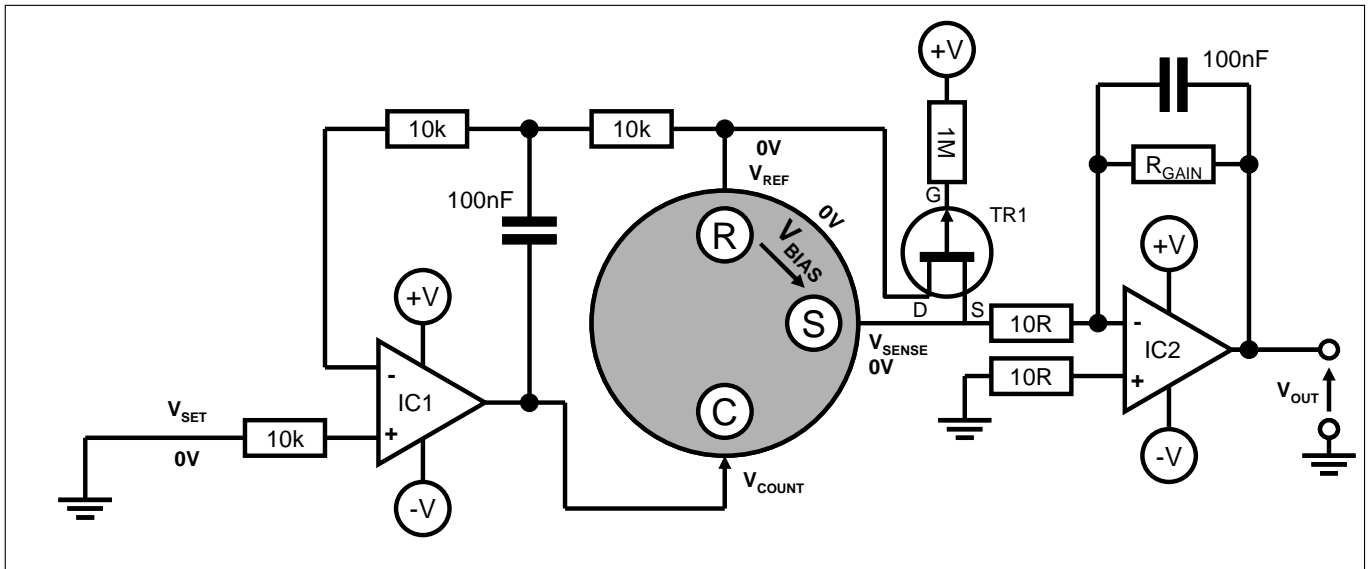 +V
100nF
10k
10k
1M
0V
V_REF
R_GAIN
G
100nF
TR1
0V
R
V_BIAS
+V
+V
S
D
S
10R
-
IC2
V_SENSE
0V
-
IC1
+
10R
+
V_OUT
V_SET
10k
0V
C
-V
-V
V_COUNT